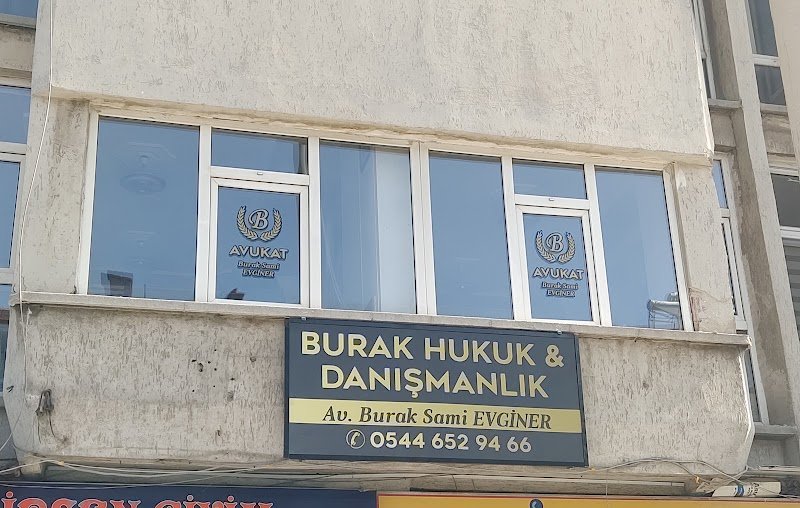 B
AVUKAT
Burak Sami
EVGİNER
B
AVUKAT
Burak Sami
EVGİNER
BURAK HUKUK &
DANIŞMANLIK
Av. Burak Sami EVGİNER
0544 652 94 66